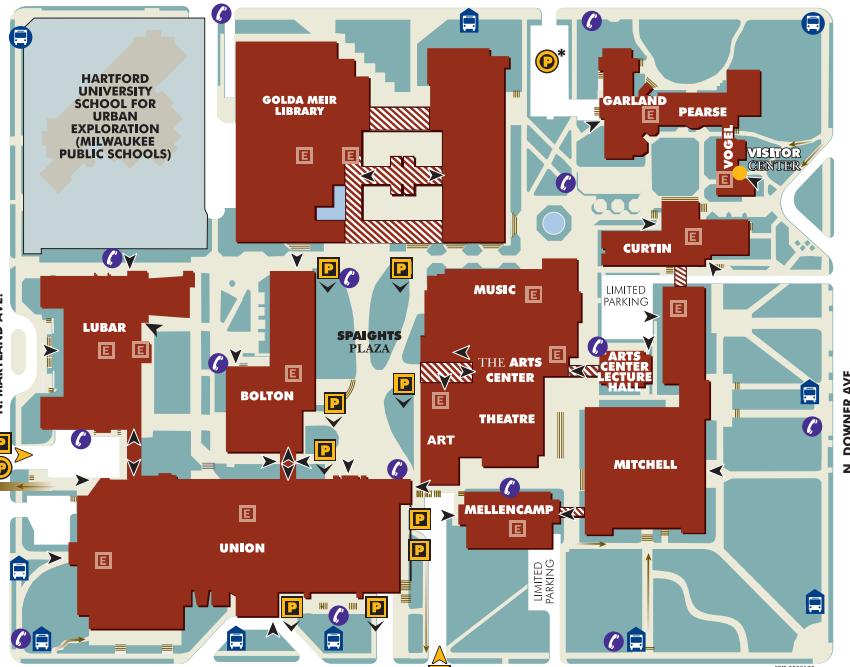 HARTFORD
UNIVERSITY
SCHOOL FOR
URBAN
EXPLORATION
(MILWAUKEE
PUBLIC SCHOOLS)
GOLDA MEIR
LIBRARY
E
E
P*
GARLAND
E
PEARSE
VOGEL
E
VISITOR
CENTER
CURTIN
E
LUBAR
E
E
BOLTON
E
P
P
SPAIGHTS
PLAZA
P
P
P
MUSIC
E
THE ARTS
CENTER
E
E
THEATRE
ART
LIMITED
PARKING
E
ARTS
CENTER
LECTURE
HALL
MITCHELL
MELLENCAMP
E
LIMITED
PARKING
UNION
E
E
P
P
P
P
P
P
N. MARYLAND AVE.
N. DOWNER AVE.